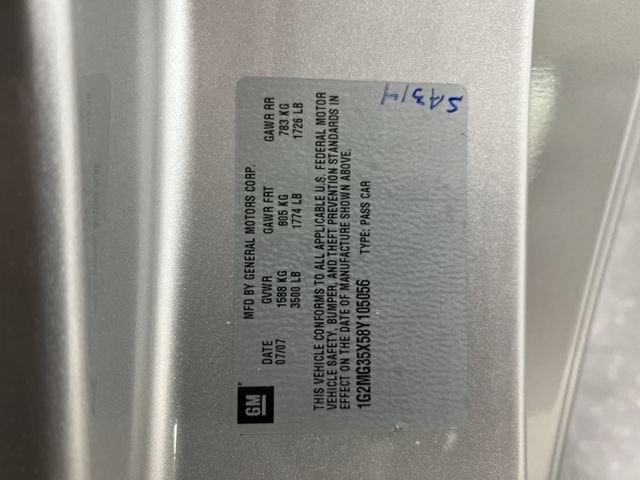 GM
MFD BY GENERAL MOTORS CORP.
DATE GVWR GAWR FRT GAWR RR
07/07 1588 KG 805 KG 783 KG
3500 LB 1774 LB 1726 LB
THIS VEHICLE CONFORMS TO ALL APPLICABLE U.S. FEDERAL MOTOR
VEHICLE SAFETY, BUMPER, AND THEFT PREVENTION STANDARDS IN
EFFECT ON THE DATE OF MANUFACTURE SHOWN ABOVE.
1G2MG35X58Y105056 TYPE: PASS CAR
SA314